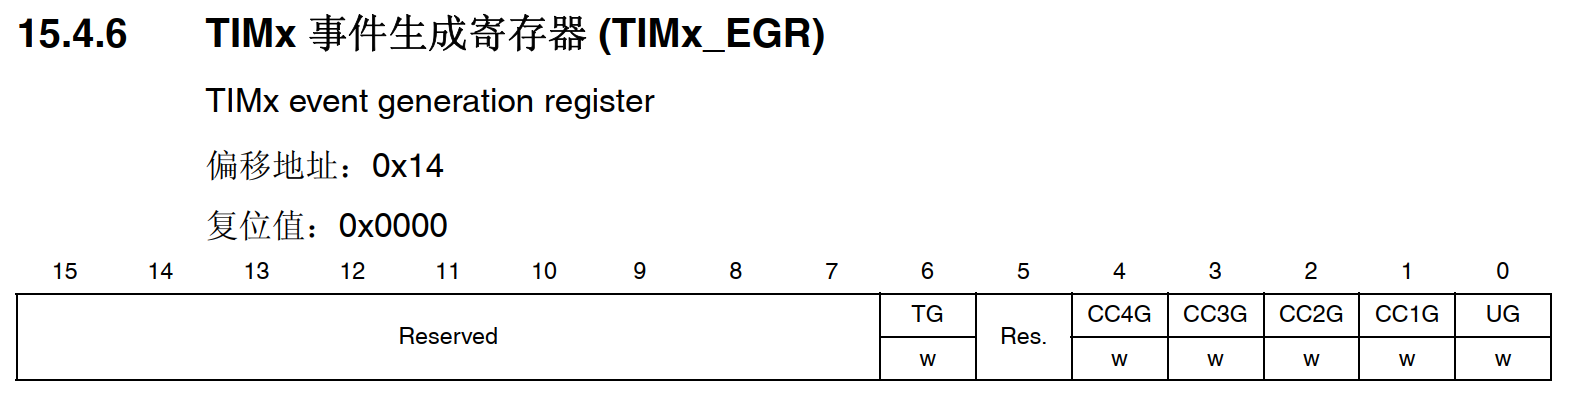 15.4.6 TIMx 事件生成寄存器 (TIMx_EGR)
TIMx event generation register
偏移地址：0x14
复位值：0x0000
15 14 13 12 11 10 9 8 7 6 5 4 3 2 1 0
Reserved TG Res. CC4G CC3G CC2G CC1G UG
w w w w w w